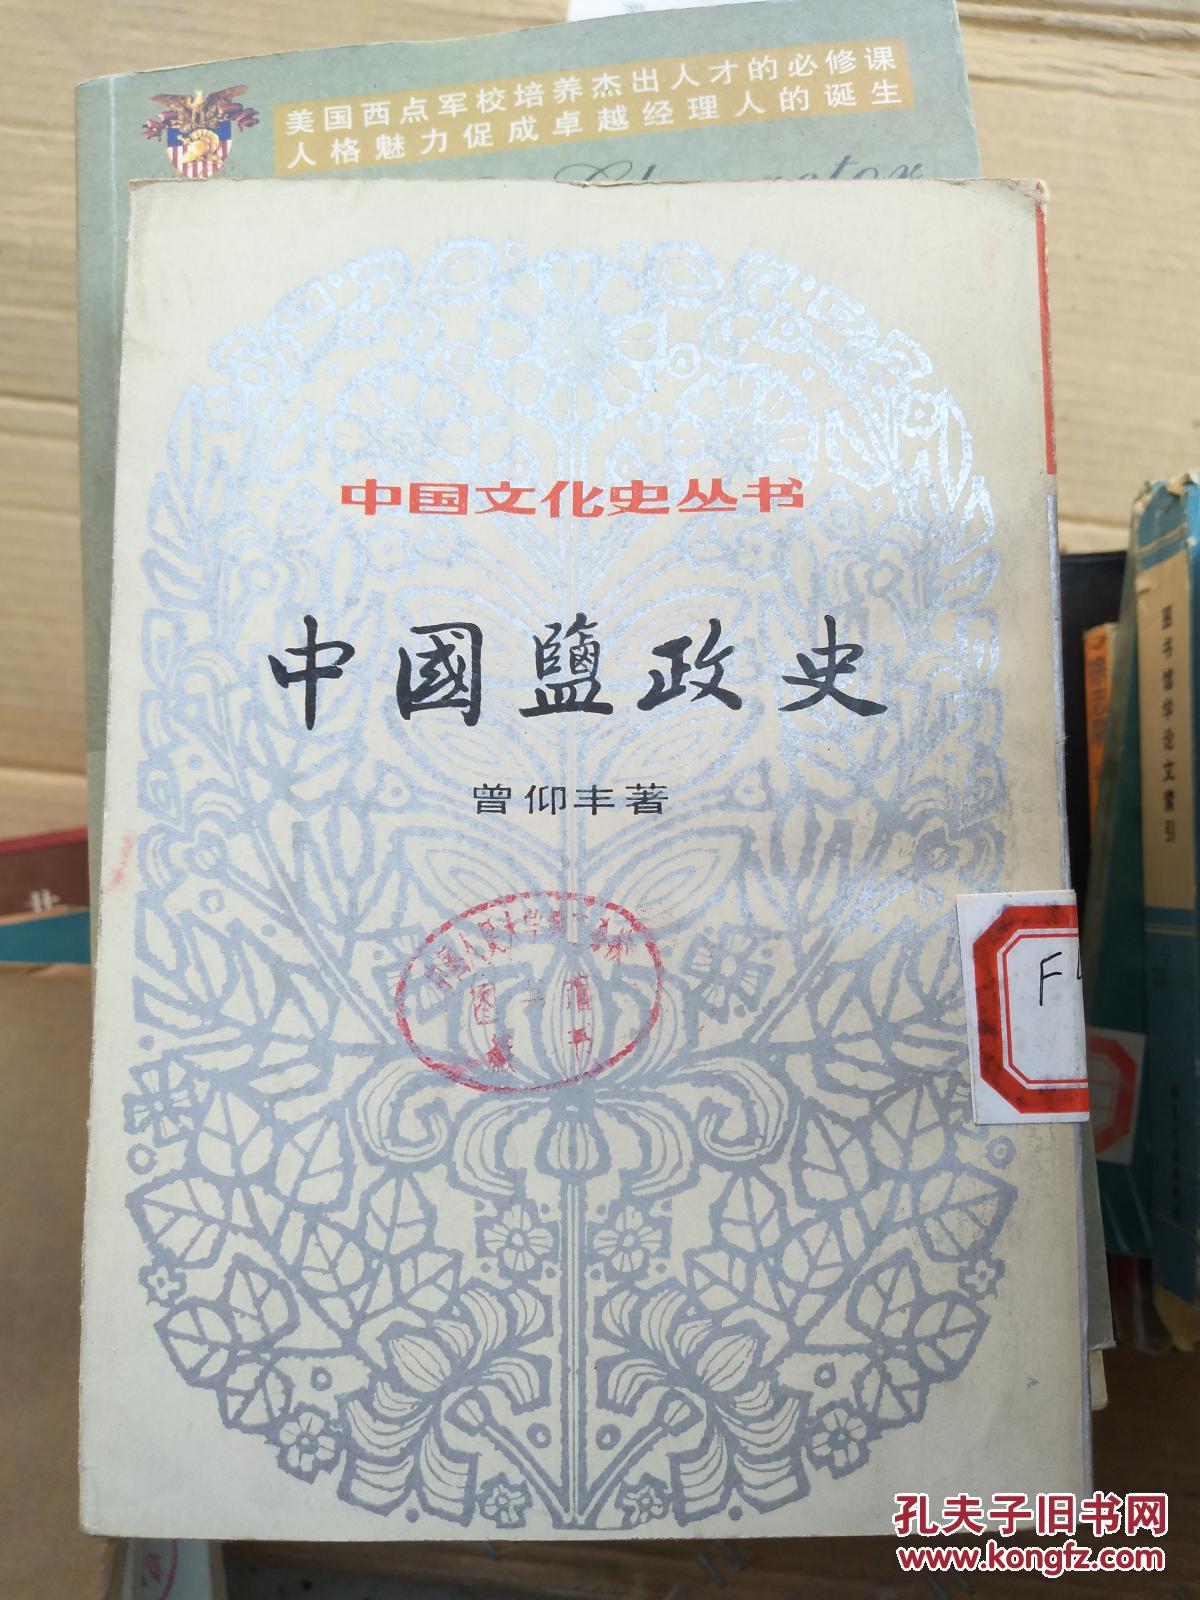 美国西点军校培养杰出人才的必修课
人格魅力促成卓越经理人的诞生
中国文化史丛书
中國鹽政史
曾仰丰著
图书馆学论文索引
F
孔夫子旧书网
www.kongfz.com